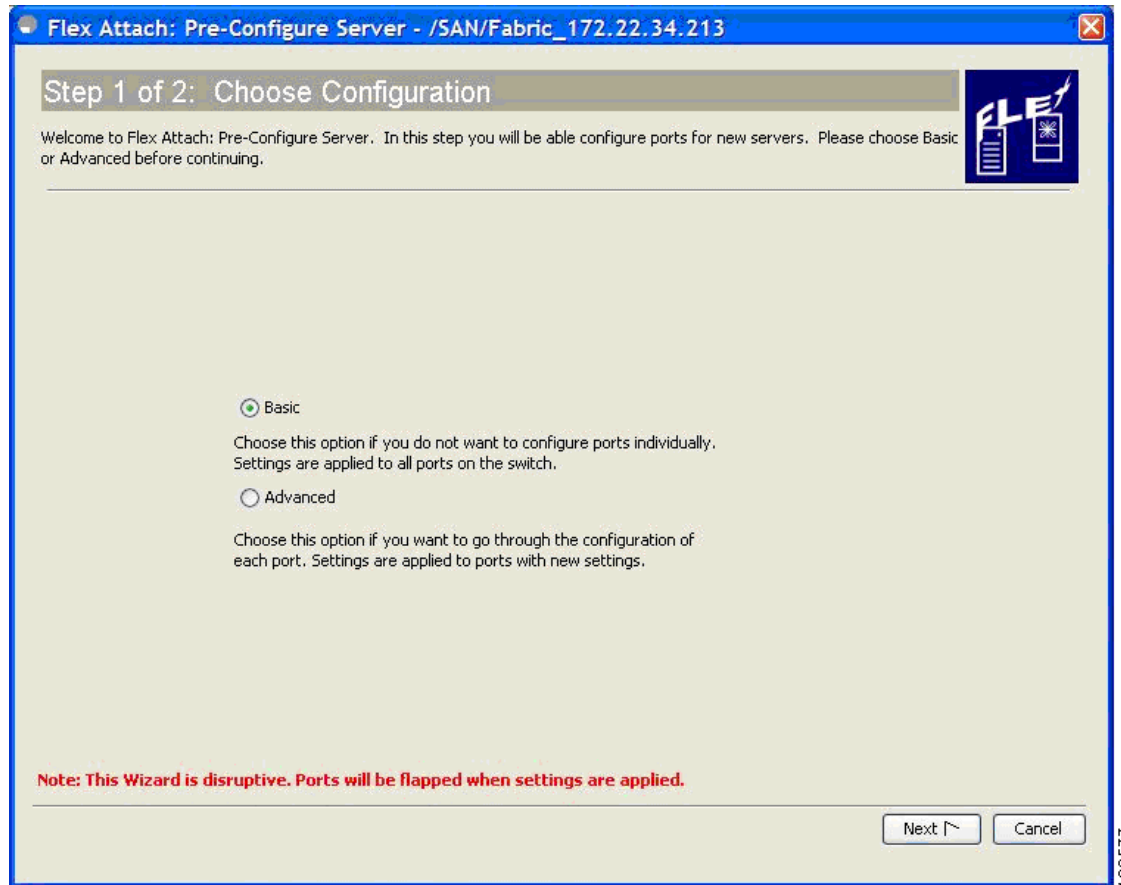 Flex Attach: Pre-Configure Server - /SAN/Fabric_172.22.34.213
Step 1 of 2: Choose Configuration
Welcome to Flex Attach: Pre-Configure Server. In this step you will be able configure ports for new servers. Please choose Basic
or Advanced before continuing.
FLEX
Basic
Choose this option if you do not want to configure ports individually.
Settings are applied to all ports on the switch.
Advanced
Choose this option if you want to go through the configuration of
each port. Settings are applied to ports with new settings.
Note: This Wizard is disruptive. Ports will be flapped when settings are applied.
Next
Cancel